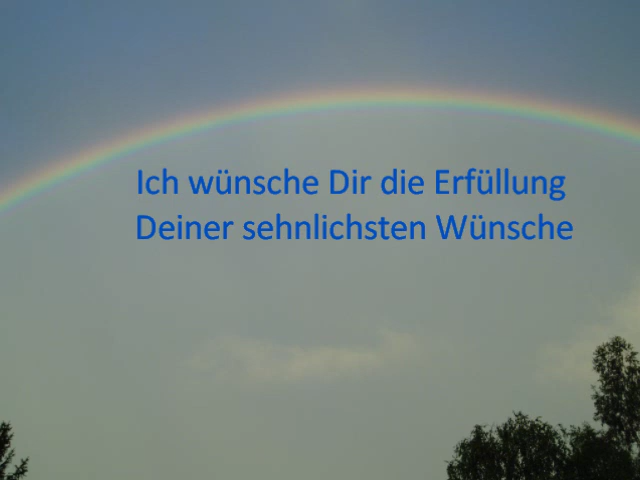 Ich wünsche Dir die Erfüllung
Deiner sehnlichsten Wünsche